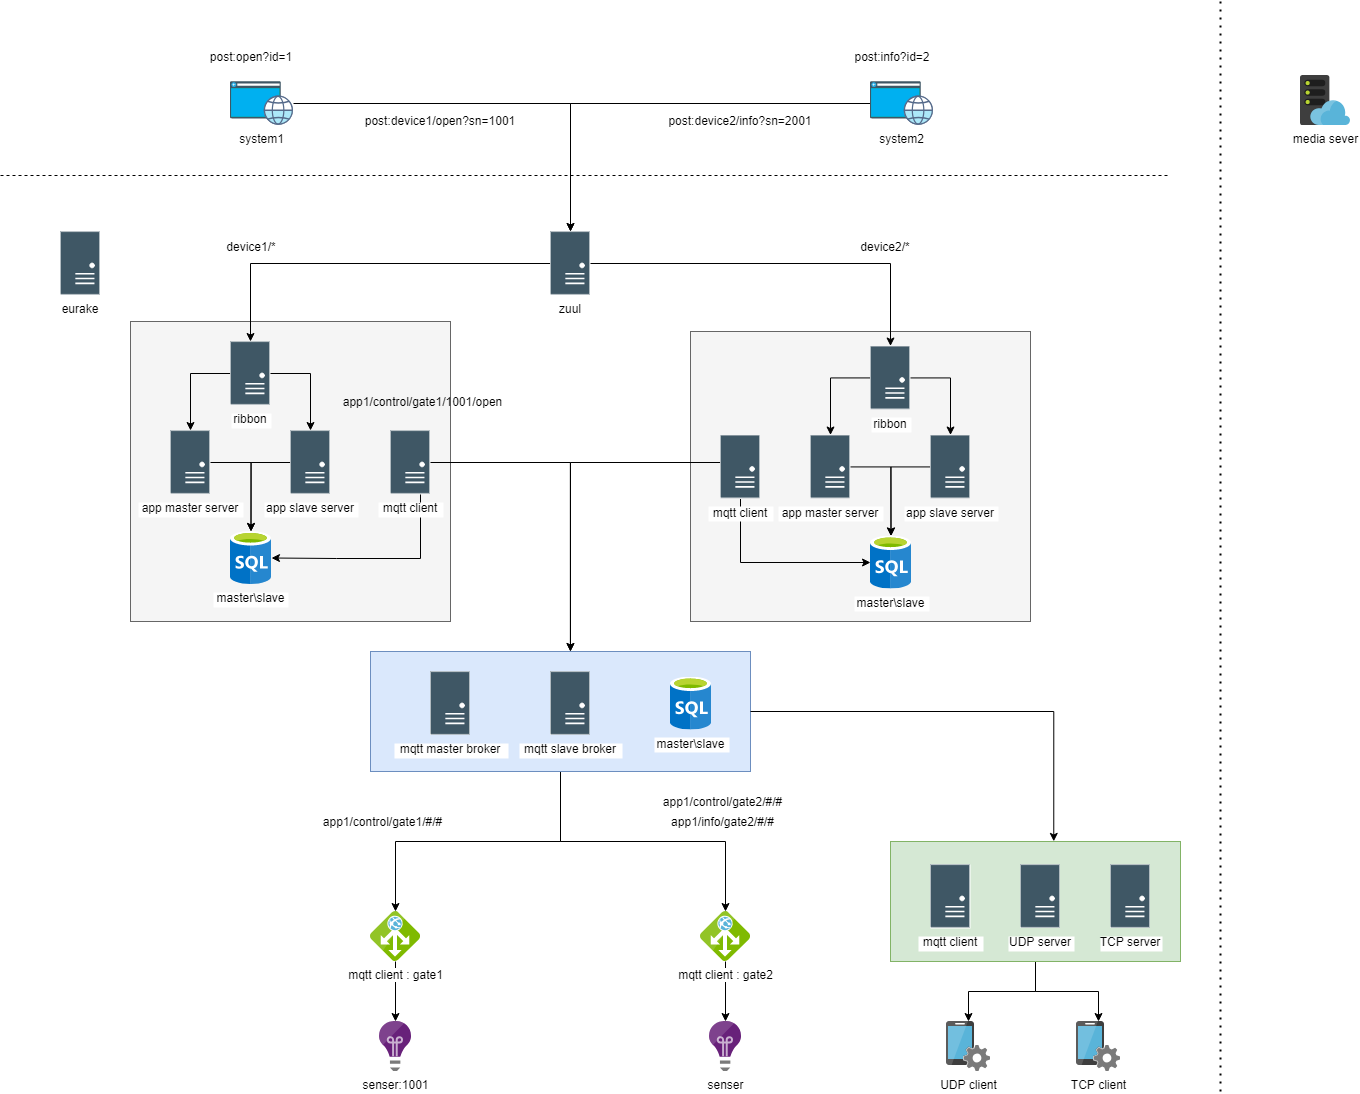 post:open?id=1
post:info?id=2
system1
post:device1/open?sn=1001
post:device2/info?sn=2001
system2
media sever
device1/*
device2/*
eurake
zuul
ribbon
app1/control/gate1/1001/open
ribbon
app master server
app slave server
mqtt client
mqtt client
app master server
app slave server
SQL
master\slave
SQL
master\slave
SQL
mqtt master broker
mqtt slave broker
master\slave
app1/control/gate1/#/#
app1/control/gate2/#/#
app1/info/gate2/#/#
mqtt client
UDP server
TCP server
mqtt client : gate1
mqtt client : gate2
senser:1001
senser
UDP client
TCP client